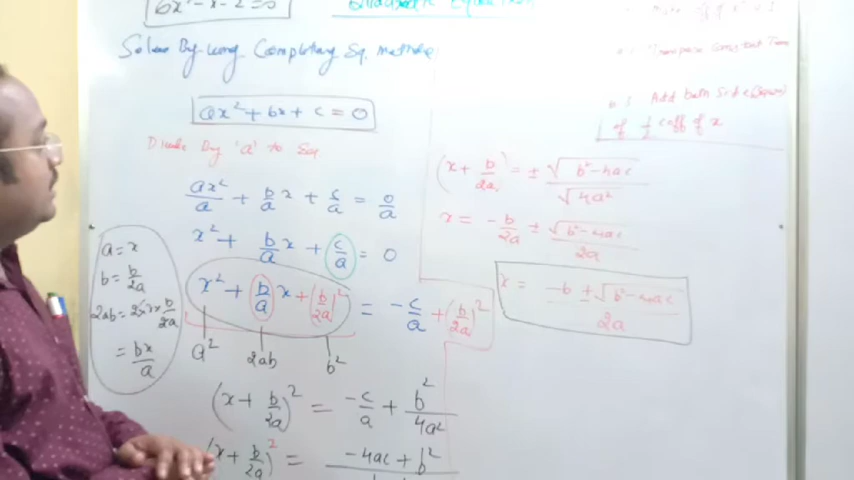 6x² - x - 2 = 0
Quadratic Equation
Solve By Using Completing Sq. method
ax² + bx + c = 0
Divide By 'a' to Eq
ax²/a + b/a x + c/a = 0/a
x² + b/a x + c/a = 0
x² + b/a x + (b/2a)² = -c/a + (b/2a)²
a² 2ab b²
(x + b/2a)² = -c/a + b²/4a²
(x + b/2a)² = -4ac + b²
a = x
b = b/2a
2ab = 2×x×b/2a
= bx/a
Transpose Constant Term
Add both Side (Square)
of 1/2 coff of x
(x + b/2a) = ± √b²-4ac / √4a²
x = -b/2a ± √b²-4ac / 2a
x = -b ± √b²-4ac / 2a